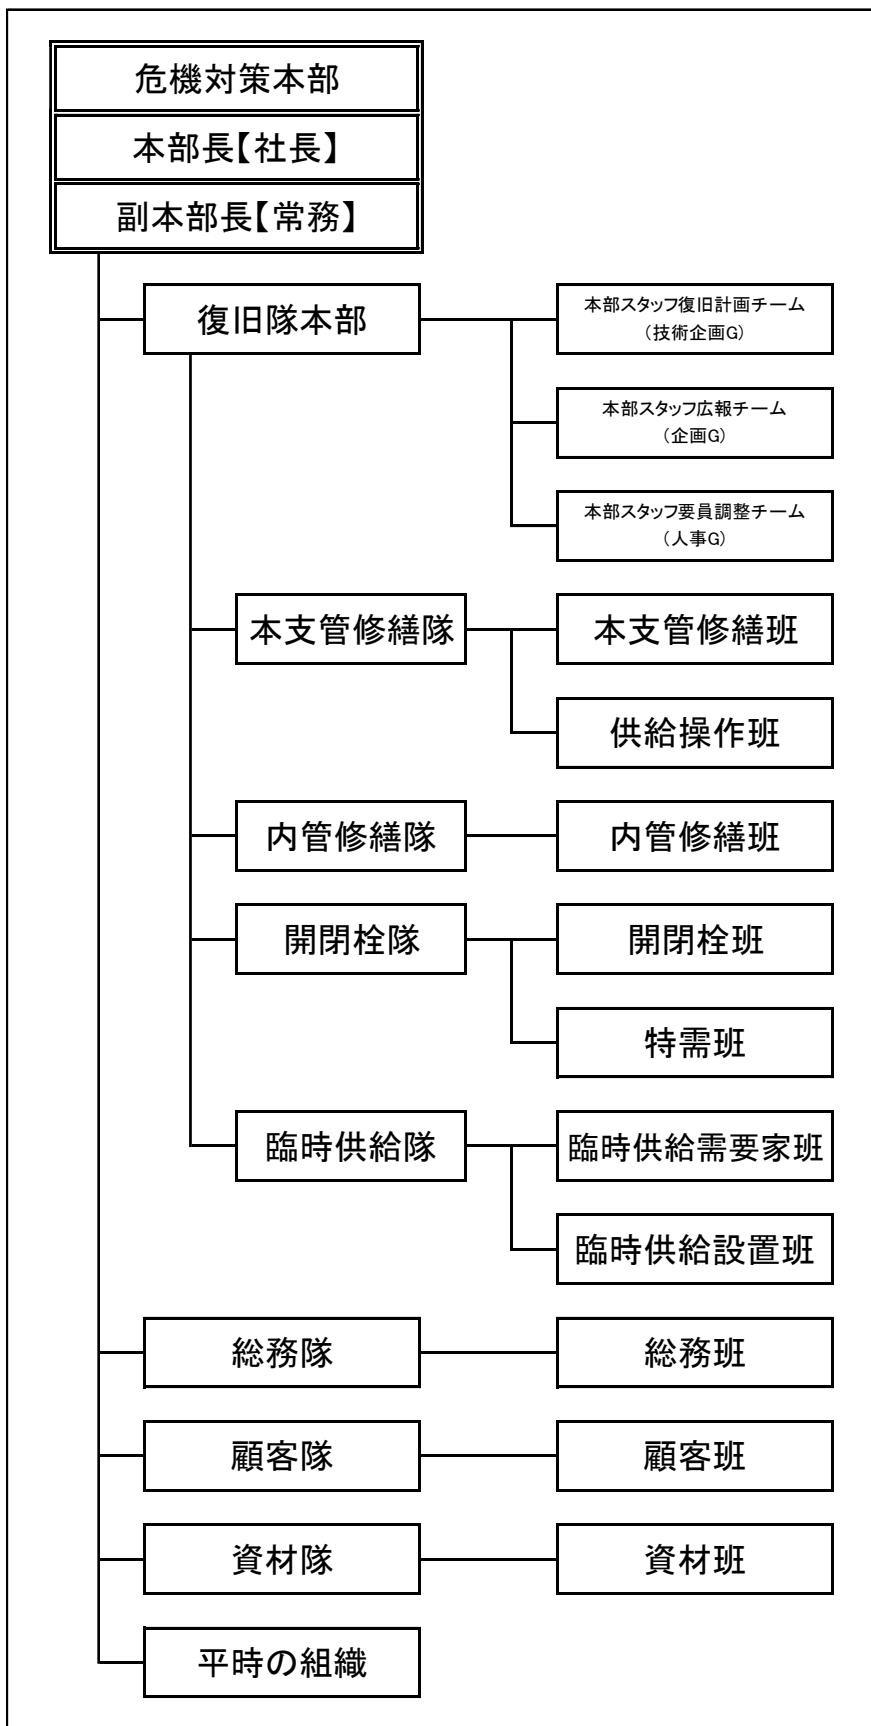 危機対策本部
本部長【社長】
副本部長【常務】
復旧隊本部
本部スタッフ復旧計画チーム
（技術企画G）
本部スタッフ広報チーム
（企画G）
本部スタッフ要員調整チーム
（人事G）
本支管修繕隊
本支管修繕班
供給操作班
内管修繕隊
内管修繕班
開閉栓隊
開閉栓班
特需班
臨時供給隊
臨時供給需要家班
臨時供給設置班
総務隊
総務班
顧客隊
顧客班
資材隊
資材班
平時の組織